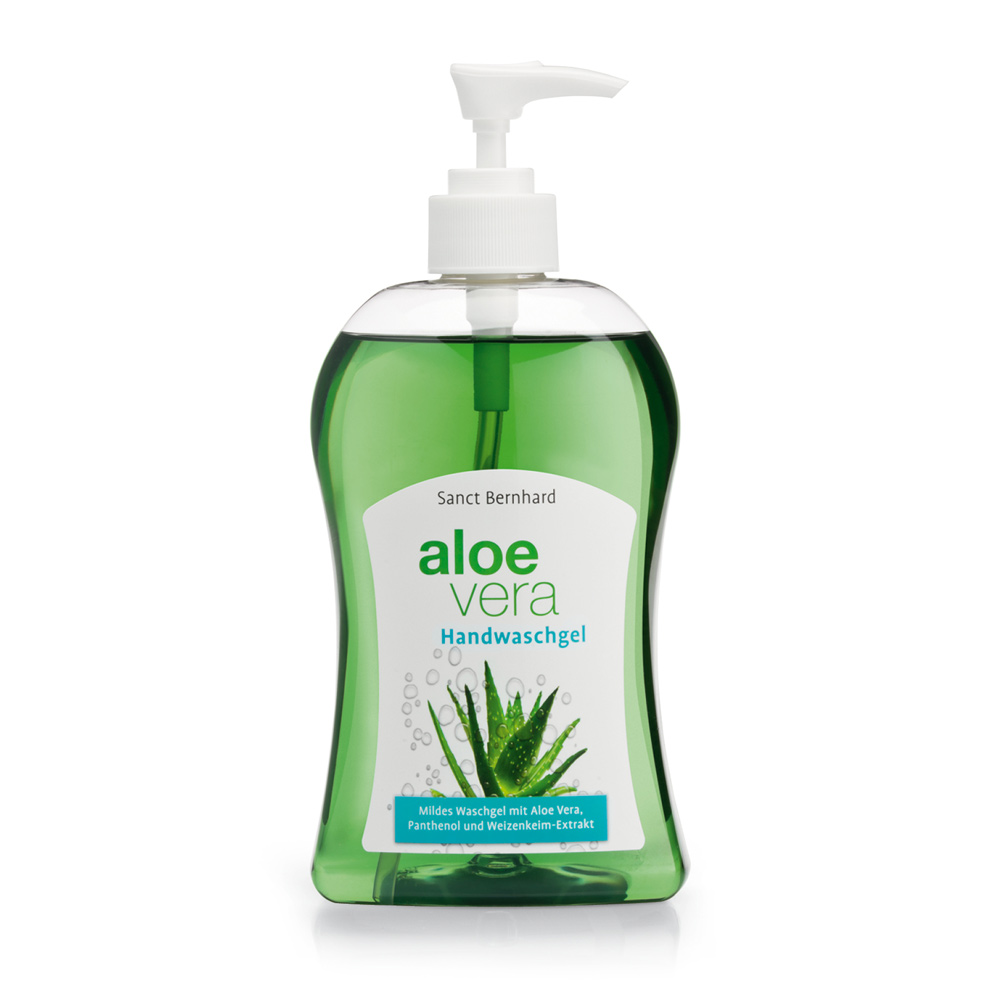 Sanct Bernhard
aloe
vera
Handwaschgel
Mildes Waschgel mit Aloe Vera,
Panthenol und Weizenkeim-Extrakt